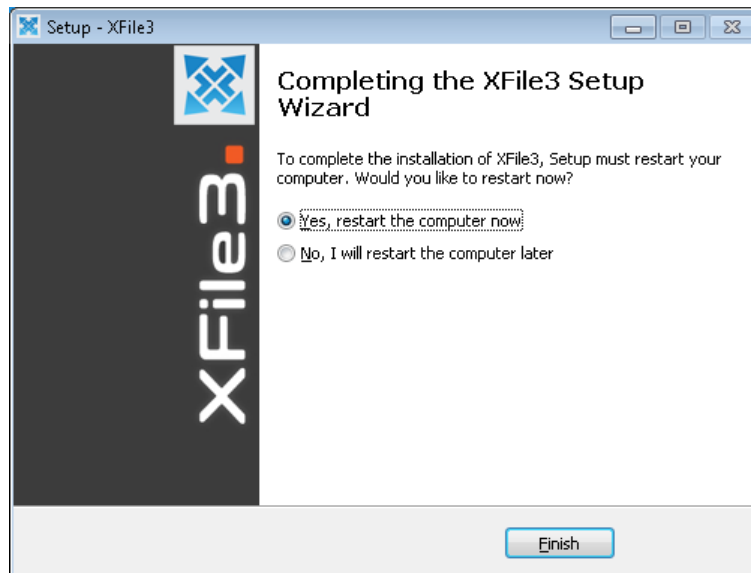 Setup - XFile3
XFile3
Completing the XFile3 Setup
Wizard
To complete the installation of XFile3, Setup must restart your
computer. Would you like to restart now?
Yes, restart the computer now
No, I will restart the computer later
Finish